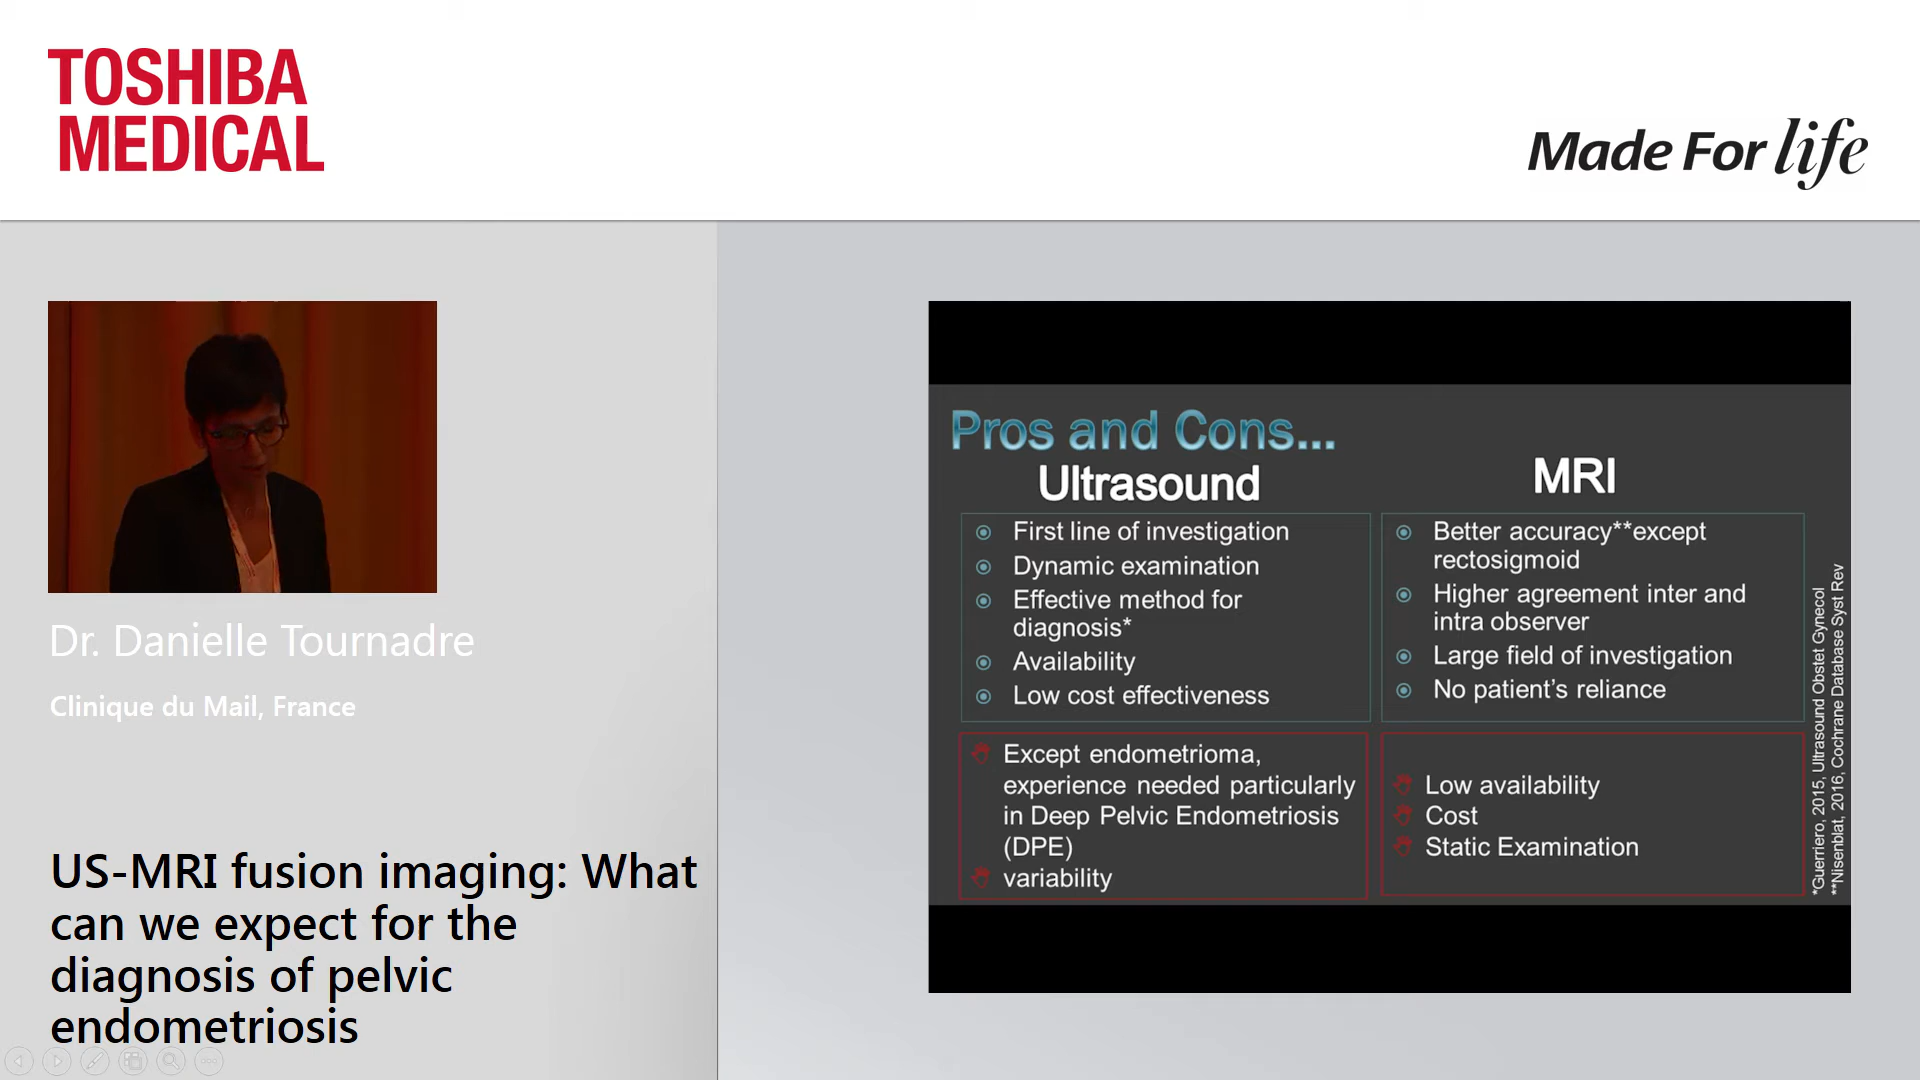 TOSHIBA
MEDICAL
Made For life
Dr. Danielle Tournadre
Clinique du Mail, France
US-MRI fusion imaging: What
can we expect for the
diagnosis of pelvic
endometriosis
Pros and Cons...
Ultrasound
First line of investigation
Dynamic examination
Effective method for
diagnosis*
Availability
Low cost effectiveness
Except endometrioma,
experience needed particularly
in Deep Pelvic Endometriosis
(DPE)
variability
MRI
Better accuracy**except
rectosigmoid
Higher agreement inter and
intra observer
Large field of investigation
No patient’s reliance
Low availability
Cost
Static Examination
*Guerriero, 2015, Ultrasound Obstet Gynecol
**Nisenblat, 2016, Cochrane Database Syst Rev